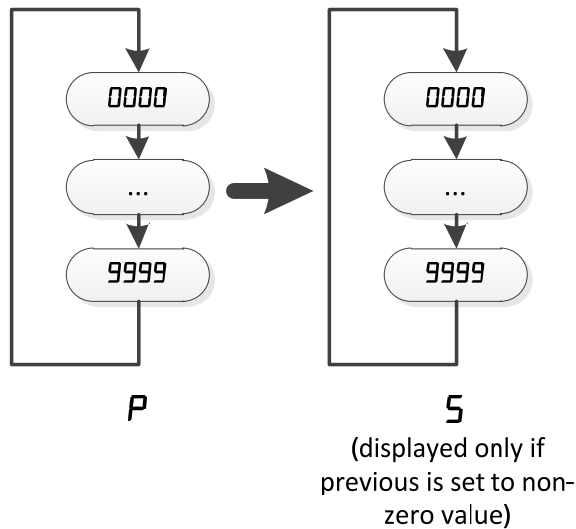 0000
...
9999
P
0000
...
9999
S
(displayed only if
previous is set to non-
zero value)